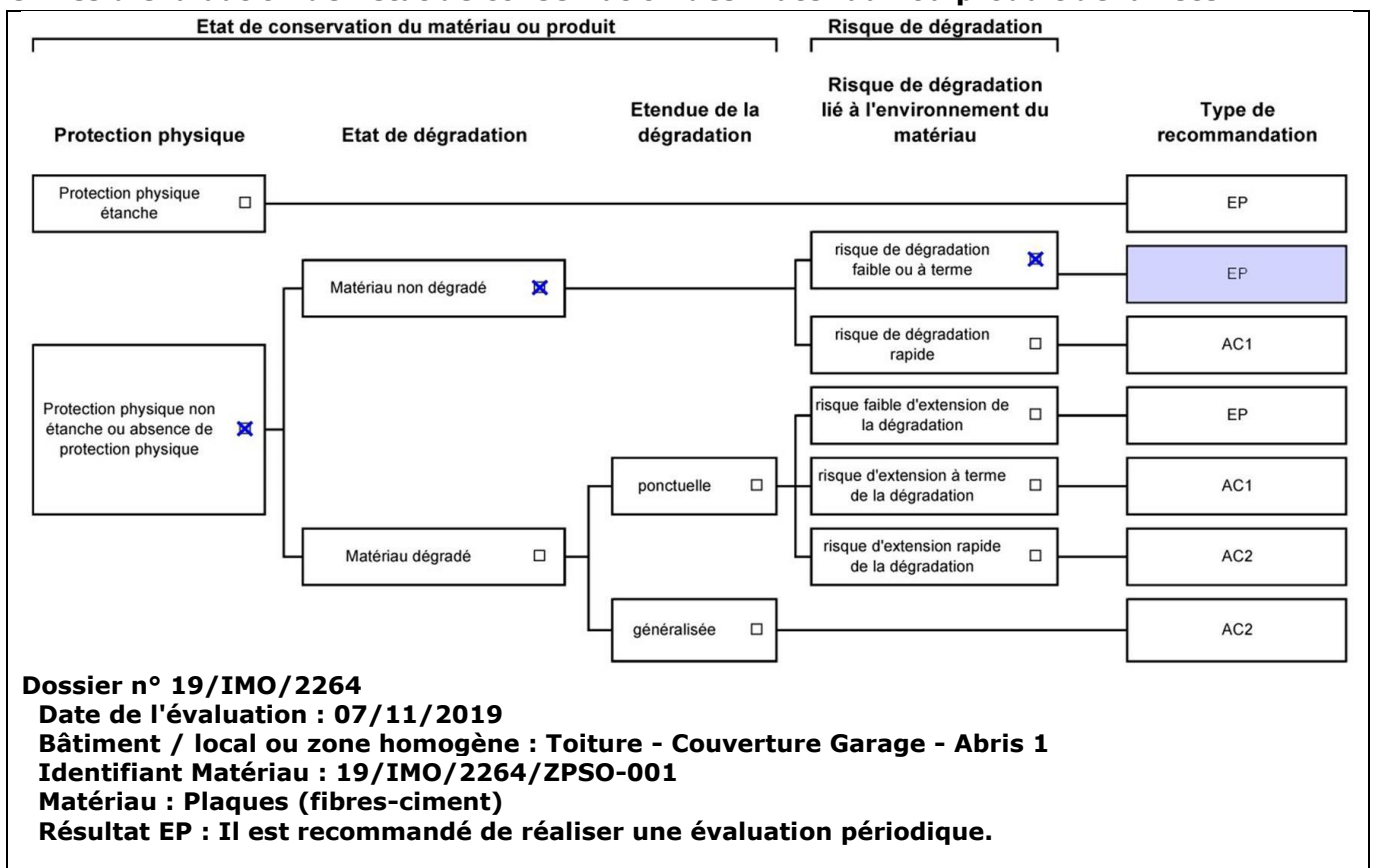 Etat de conservation du matériau ou produit
Risque de dégradation
Protection physique
Etat de dégradation
Etendue de la
dégradation
Risque de dégradation
lié à l'environnement du
matériau
Type de
recommandation
Protection physique
étanche
EP
risque de dégradation
faible ou à terme
EP
Matériau non dégradé
risque de dégradation
rapide
AC1
Protection physique non
étanche ou absence de
protection physique
risque faible d'extension de
la dégradation
EP
ponctuelle
risque d'extension à terme
de la dégradation
AC1
Matériau dégradé
risque d'extension rapide
de la dégradation
AC2
généralisée
AC2
Dossier n° 19/IMO/2264
Date de l'évaluation : 07/11/2019
Bâtiment / local ou zone homogène : Toiture - Couverture Garage - Abris 1
Identifiant Matériau : 19/IMO/2264/ZPSO-001
Matériau : Plaques (fibres-ciment)
Résultat EP : Il est recommandé de réaliser une évaluation périodique.